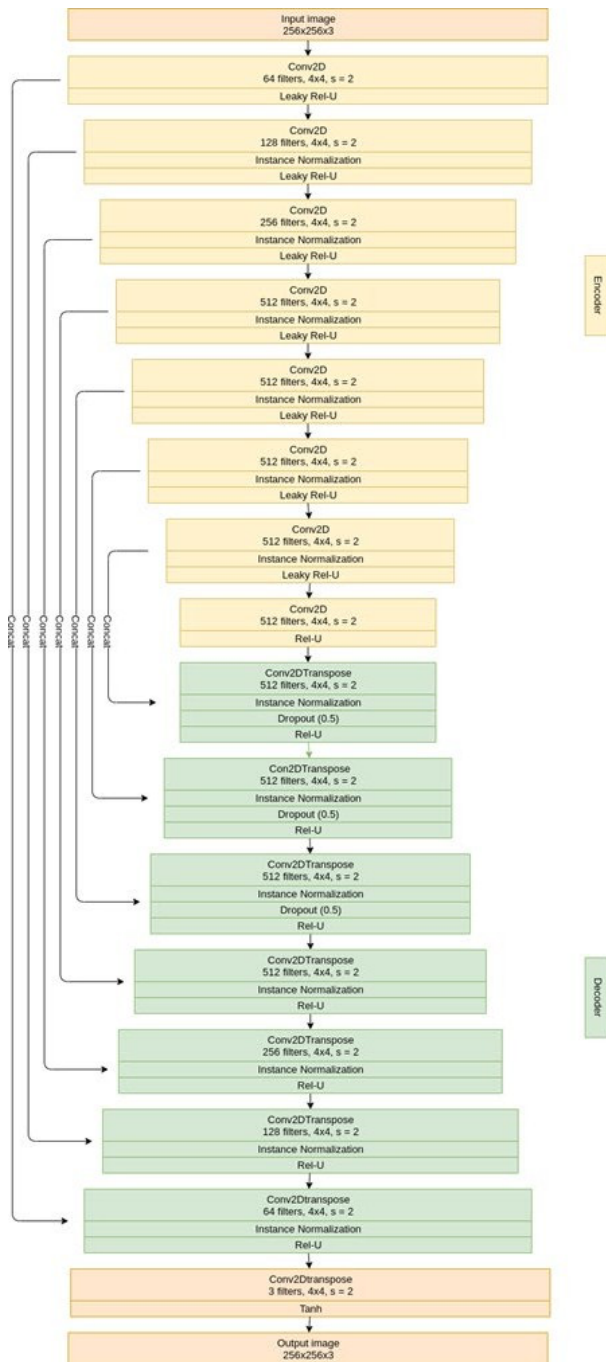 Input image
256x256x3
Conv2D
64 filters, 4x4, s = 2
Leaky Rel-U
Conv2D
128 filters, 4x4, s = 2
Instance Normalization
Leaky Rel-U
Conv2D
256 filters, 4x4, s = 2
Instance Normalization
Leaky Rel-U
Conv2D
512 filters, 4x4, s = 2
Instance Normalization
Leaky Rel-U
Encoder
Conv2D
512 filters, 4x4, s = 2
Instance Normalization
Leaky Rel-U
Conv2D
512 filters, 4x4, s = 2
Instance Normalization
Leaky Rel-U
Conv2D
512 filters, 4x4, s = 2
Instance Normalization
Leaky Rel-U
Conv2D
512 filters, 4x4, s = 2
Rel-U
Concat
Concat
Concat
Concat
Concat
Concat
Concat
Conv2DTranspose
512 filters, 4x4, s = 2
Instance Normalization
Dropout (0.5)
Rel-U
Con2DTranspose
512 filters, 4x4, s = 2
Instance Normalization
Dropout (0.5)
Rel-U
Conv2DTranspose
512 filters, 4x4, s = 2
Instance Normalization
Dropout (0.5)
Rel-U
Conv2DTranspose
512 filters, 4x4, s = 2
Instance Normalization
Rel-U
Decoder
Conv2DTranspose
256 filters, 4x4, s = 2
Instance Normalization
Rel-U
Conv2DTranspose
128 filters, 4x4, s = 2
Instance Normalization
Rel-U
Conv2Dtranspose
64 filters, 4x4, s = 2
Instance Normalization
Rel-U
Conv2Dtranspose
3 filters, 4x4, s = 2
Tanh
Output image
256x256x3